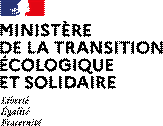 MINISTÈRE
DE LA TRANSITION
ÉCOLOGIQUE
ET SOLIDAIRE
Liberté
Égalité
Fraternité